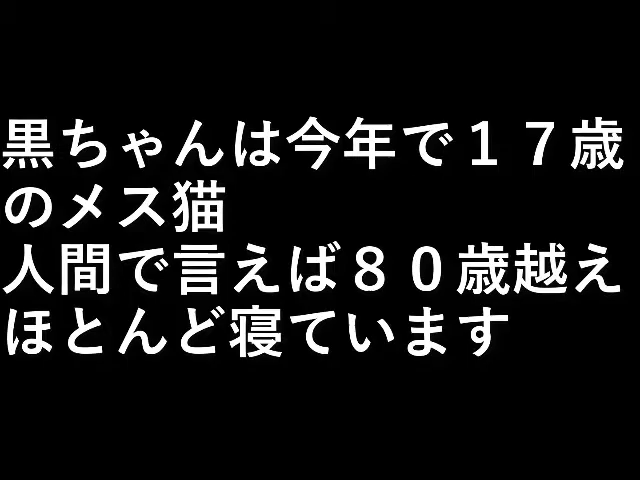 黒ちゃんは今年で１７歳
のメス猫
人間で言えば８０歳越え
ほとんど寝ています